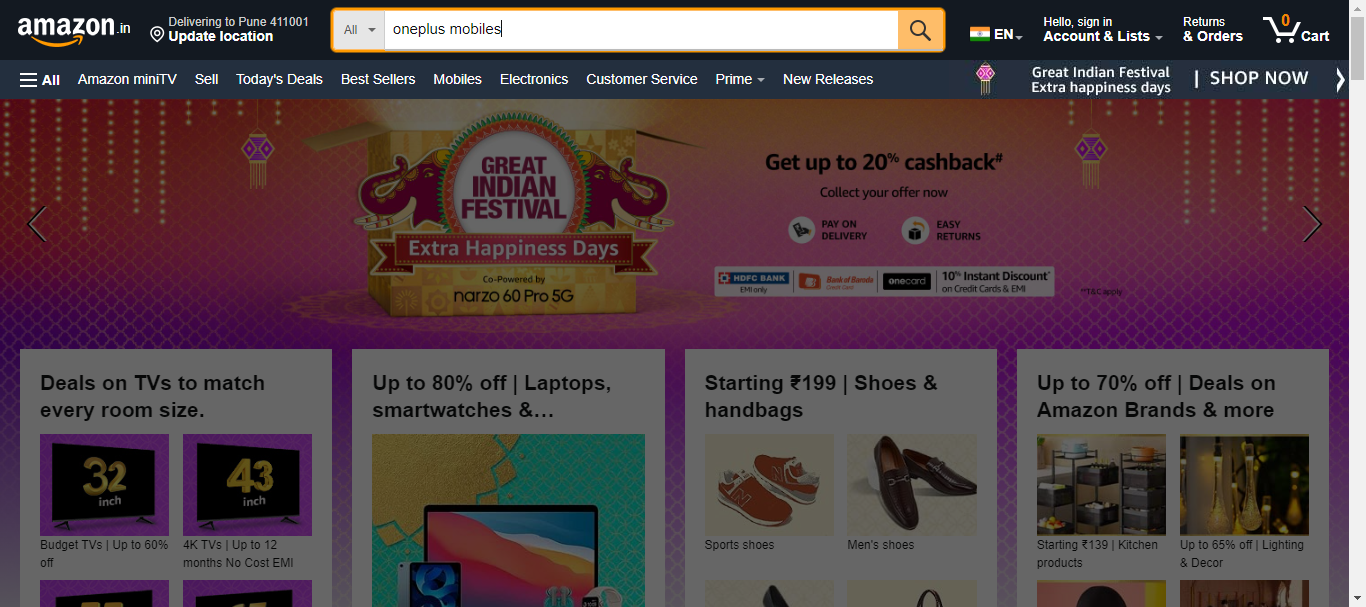 amazon.in
Delivering to Pune 411001
Update location
All
oneplus mobiles
EN
Hello, sign in
Account & Lists
Returns
& Orders
0
Cart
All
Amazon miniTV
Sell
Today's Deals
Best Sellers
Mobiles
Electronics
Customer Service
Prime
New Releases
Great Indian Festival
Extra happiness days
| SHOP NOW
GREAT
INDIAN
FESTIVAL
Extra Happiness Days
Co-Powered by
narzo 60 Pro 5G
Get up to 20% cashback#
Collect your offer now
PAY ON
DELIVERY
EASY
RETURNS
HDFC BANK
EMI only
Bank of Baroda
Credit Card
onecard
10% Instant Discount*
on Credit Cards & EMI
**T&C apply
Deals on TVs to match
every room size.
32
inch
43
inch
Budget TVs | Up to 60%
off
4K TVs | Up to 12
months No Cost EMI
Up to 80% off | Laptops,
smartwatches &…
Starting ₹199 | Shoes &
handbags
Sports shoes
Men's shoes
Up to 70% off | Deals on
Amazon Brands & more
Starting ₹139 | Kitchen
products
Up to 65% off | Lighting
& Decor